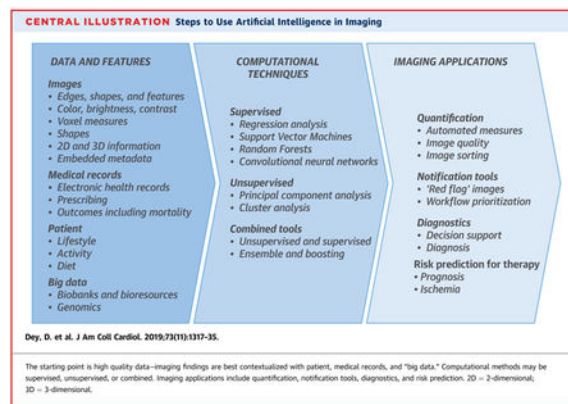 CENTRAL ILLUSTRATION Steps to Use Artificial Intelligence in Imaging
DATA AND FEATURES
Images
• Edges, shapes, and features
• Color, brightness, contrast
• Voxel measures
• Shapes
• 2D and 3D information
• Embedded metadata
Medical records
• Electronic health records
• Prescribing
• Outcomes including mortality
Patient
• Lifestyle
• Activity
• Diet
Big data
• Biobanks and bioresources
• Genomics
COMPUTATIONAL
TECHNIQUES
Supervised
• Regression analysis
• Support Vector Machines
• Random Forests
• Convolutional neural networks
Unsupervised
• Principal component analysis
• Cluster analysis
Combined tools
• Unsupervised and supervised
• Ensemble and boosting
IMAGING APPLICATIONS
Quantification
• Automated measures
• Image quality
• Image sorting
Notification tools
• 'Red flag' images
• Workflow prioritization
Diagnostics
• Decision support
• Diagnosis
Risk prediction for therapy
• Prognosis
• Ischemia
Dey, D. et al. J Am Coll Cardiol. 2019;73(11):1317–35.
The starting point is high quality data—imaging findings are best contextualized with patient, medical records, and "big data." Computational methods may be
supervised, unsupervised, or combined. Imaging applications include quantification, notification tools, diagnostics, and risk prediction. 2D = 2-dimensional;
3D = 3-dimensional.